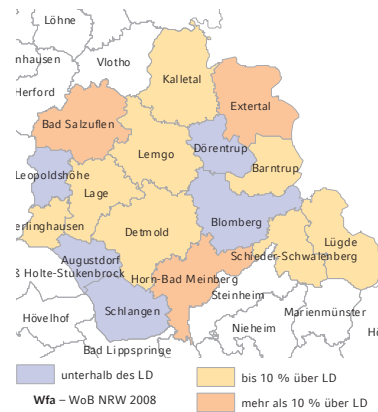 Löhne
nhausen
Vlotho
Kalletal
Herford
Extertal
Bad Salzuflen
Dörentrup
Lemgo
Barntrup
Leopoldshöhe
Lage
Blomberg
erlinghausen
Detmold
Lügde
Schieder-Schwalenberg
Augustdorf
ß Holte-Stukenbrock
Horn-Bad Meinberg
Steinheim
Schlangen
Marienmünster
Hövelhof
Nieheim
Hö
Bad Lippspringe
unterhalb des LD
bis 10 % über LD
Wfa – WoB NRW 2008
mehr als 10 % über LD